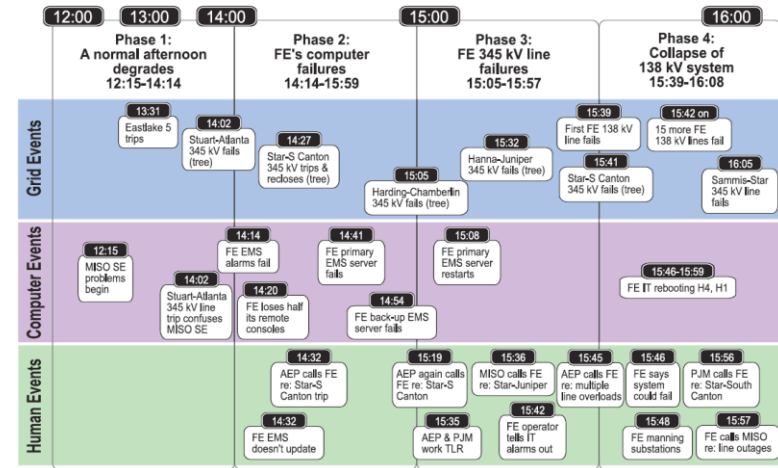 12:00
13:00
14:00
15:00
16:00
Phase 1:
A normal afternoon
degrades
12:15-14:14
Phase 2:
FE's computer
failures
14:14-15:59
Phase 3:
FE 345 kV line
failures
15:05-15:57
Phase 4:
Collapse of
138 kV system
15:39-16:08
Grid Events
13:31
Eastlake 5
trips
14:02
Stuart-Atlanta
345 kV fails
(tree)
14:27
Star-S Canton
345 kV trips &
recloses (tree)
15:05
Harding-Chamberlin
345 kV fails (tree)
15:32
Hanna-Juniper
345 kV fails (tree)
15:39
First FE 138 kV
line fails
15:41
Star-S Canton
345 kV fails (tree)
15:42 on
15 more FE
138 kV lines fail
16:05
Sammis-Star
345 kV line
fails
Computer Events
12:15
MISO SE
problems
begin
14:02
Stuart-Atlanta
345 kV line
trip confuses
MISO SE
14:14
FE EMS
alarms fail
14:20
FE loses half
its remote
consoles
14:41
FE primary
EMS server
fails
14:54
FE back-up EMS
server fails
15:08
FE primary
EMS server
restarts
15:46-15:59
FE IT rebooting H4, H1
Human Events
14:32
AEP calls FE
re: Star-S
Canton trip
14:32
FE EMS
doesn't update
15:19
AEP again calls
FE re: Star-S
Canton
15:35
AEP & PJM
work TLR
15:36
MISO calls FE
re: Star-Juniper
15:42
FE operator
tells IT
alarms out
15:45
AEP calls FE
re: multiple
line overloads
15:46
FE says
system
could fail
15:48
FE manning
substations
15:56
PJM calls FE
re: Star-South
Canton
15:57
FE calls MISO
re: line outages